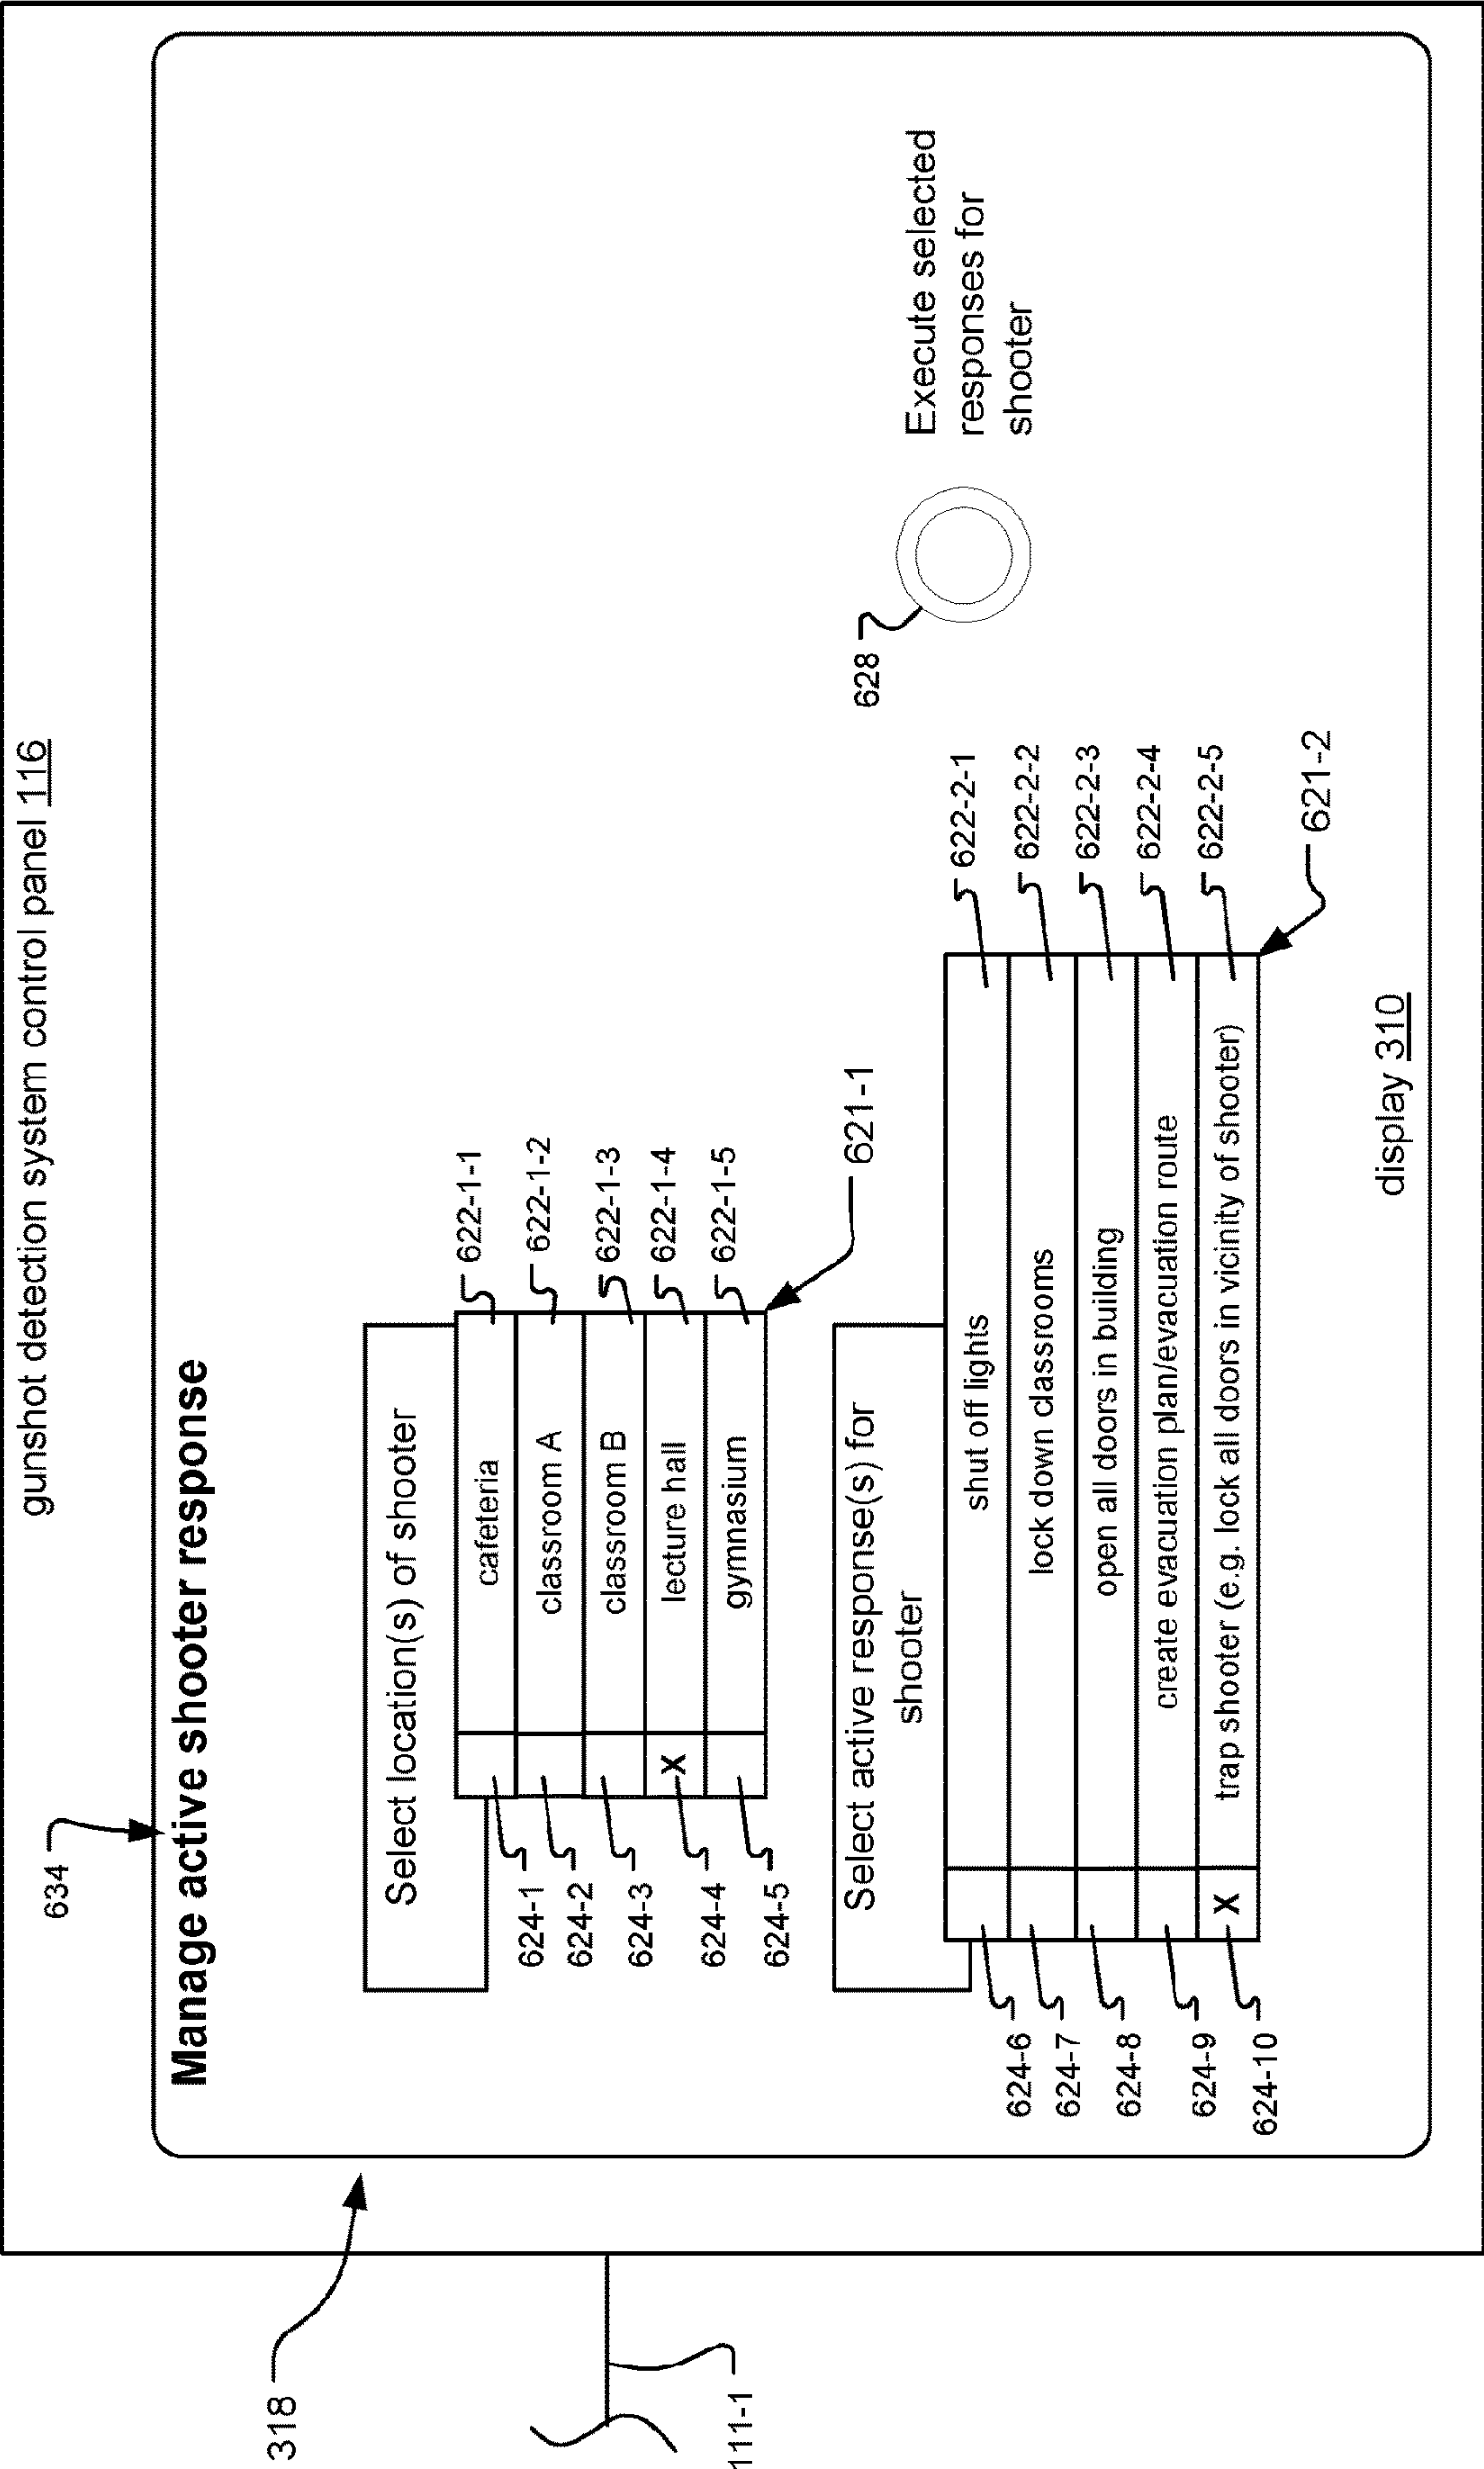 gunshot detection system control panel 116
634
318
Manage active shooter response
Select location(s) of shooter
624-1
cafeteria
622-1-1
624-2
classroom A
622-1-2
624-3
classroom B
622-1-3
624-4
X
lecture hall
622-1-4
624-5
gymnasium
622-1-5
621-1
111-1
Select active response(s) for
shooter
624-6
shut off lights
622-2-1
624-7
lock down classrooms
622-2-2
624-8
open all doors in building
622-2-3
624-9
create evacuation plan/evacuation route
622-2-4
624-10
X
trap shooter (e.g. lock all doors in vicinity of shooter)
622-2-5
621-2
628
Execute selected
responses for
shooter
display 310